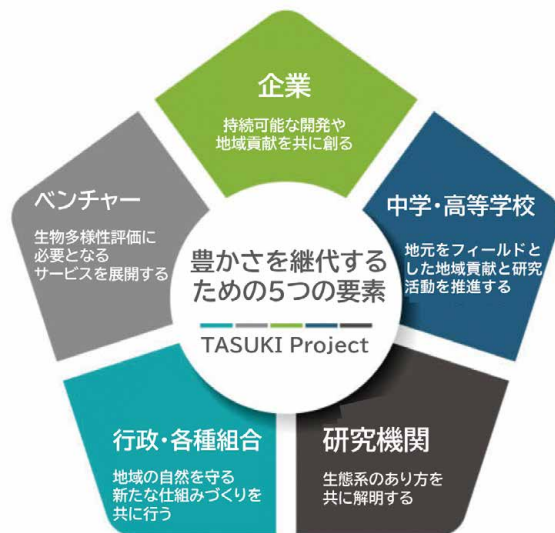 企業
持続可能な開発や
地域貢献を共に創る
ベンチャー
生物多様性評価に
必要となる
サービスを展開する
中学・高等学校
地元をフィールドと
した地域貢献と研究
活動を推進する
豊かさを継代する
ための5つの要素
TASUKI Project
行政・各種組合
地域の自然を守る
新たな仕組みづくりを
共に行う
研究機関
生態系のあり方を
共に解明する